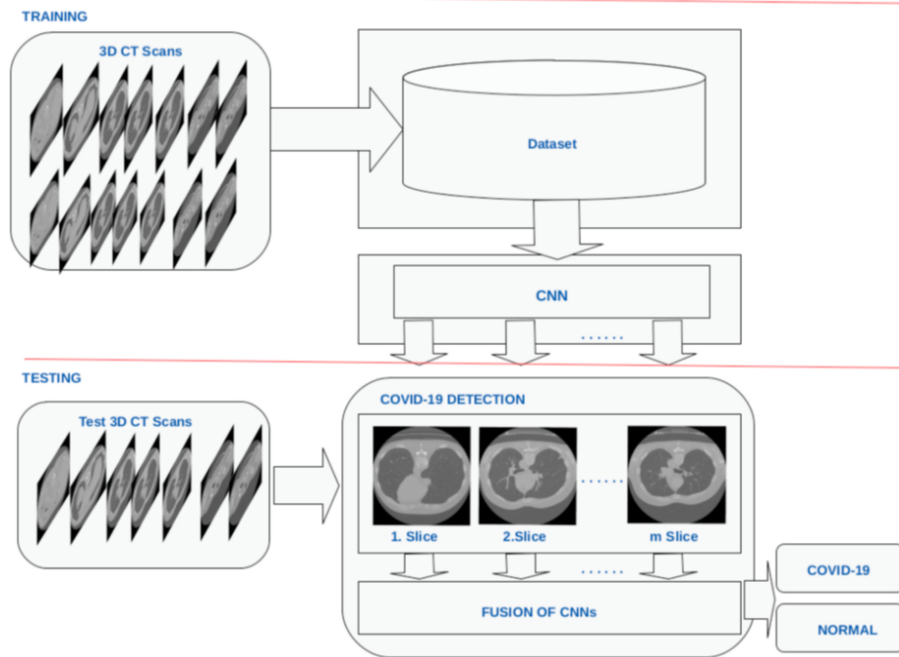 TRAINING
3D CT Scans
Dataset
CNN
......
TESTING
Test 3D CT Scans
COVID-19 DETECTION
......
1. Slice
2.Slice
m Slice
......
FUSION OF CNNs
COVID-19
NORMAL